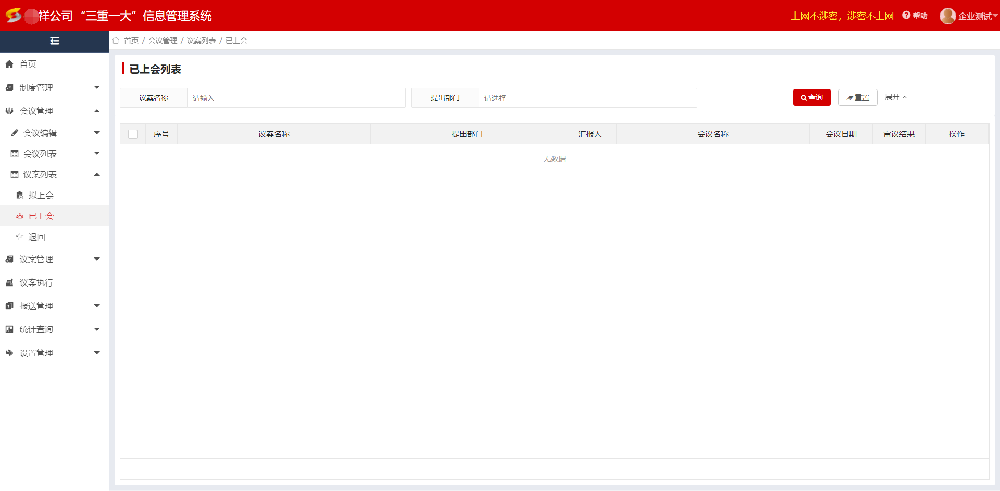 祥公司“三重一大”信息管理系统
上网不涉密，涉密不上网
帮助
企业测试
首页 / 会议管理 / 议案列表 / 已上会
首页
制度管理
会议管理
会议编辑
会议列表
议案列表
拟上会
已上会
退回
议案管理
议案执行
报送管理
统计查询
设置管理
已上会列表
议案名称 请输入 提出部门 请选择 查询 重置 展开
序号 议案名称 提出部门 汇报人 会议名称 会议日期 审议结果 操作
无数据